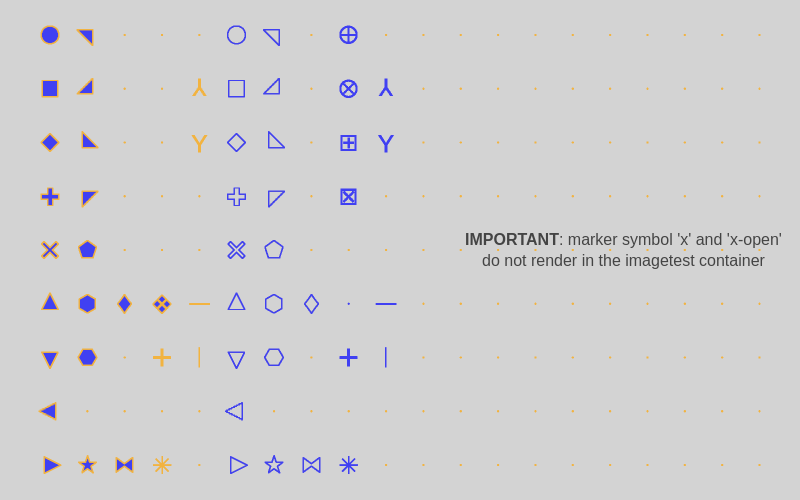 IMPORTANT: marker symbol 'x' and 'x-open'
do not render in the imagetest container